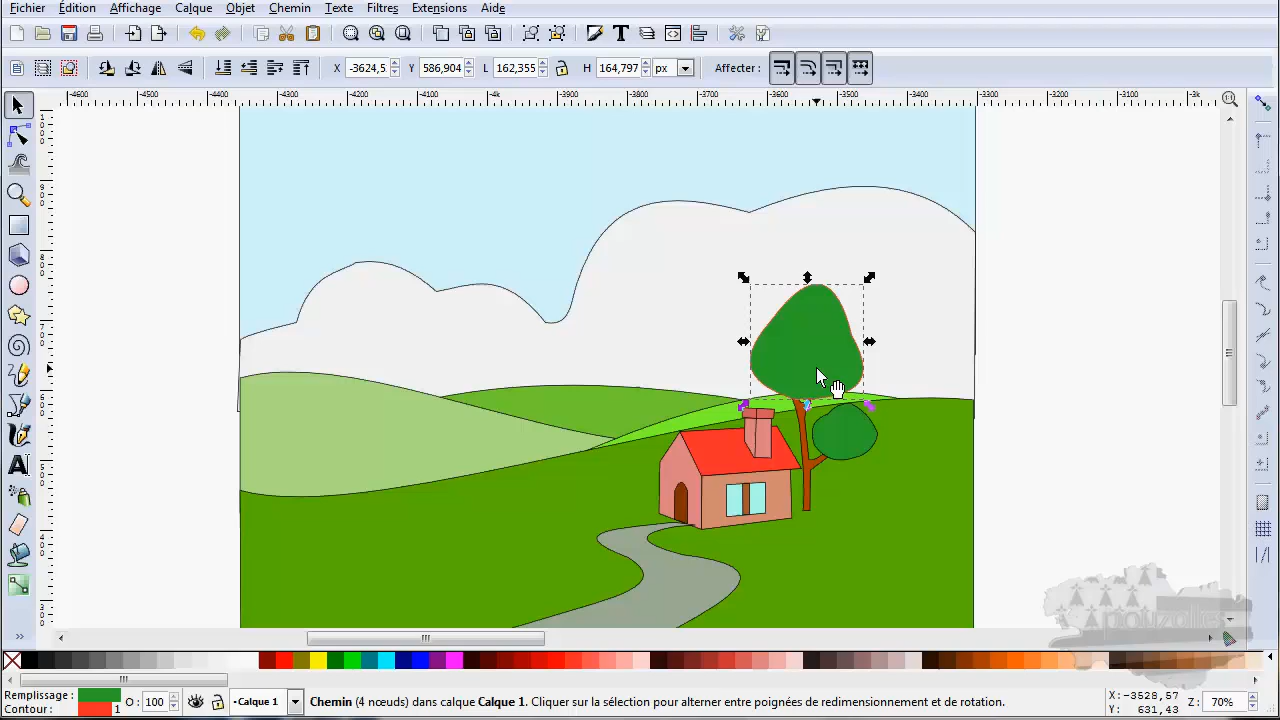 Fichier Édition Affichage Calque Objet Chemin Texte Filtres Extensions Aide
X -3624,5 Y 586,904 L 162,355 H 164,797 px Affecter :
-4600 -4500 -4400 -4300 -4200 -4100 -4k -3900 -3800 -3700 -3600 -3500 -3400 -3300 -3200 -3100 -3k
apouzolles
Remplissage : O: 100 Calque 1 Chemin (4 nœuds) dans calque Calque 1. Cliquer sur la sélection pour alterner entre poignées de redimensionnement et de rotation. X: -3528,57 Z: 70%
Contour : 1 Y: 631,43